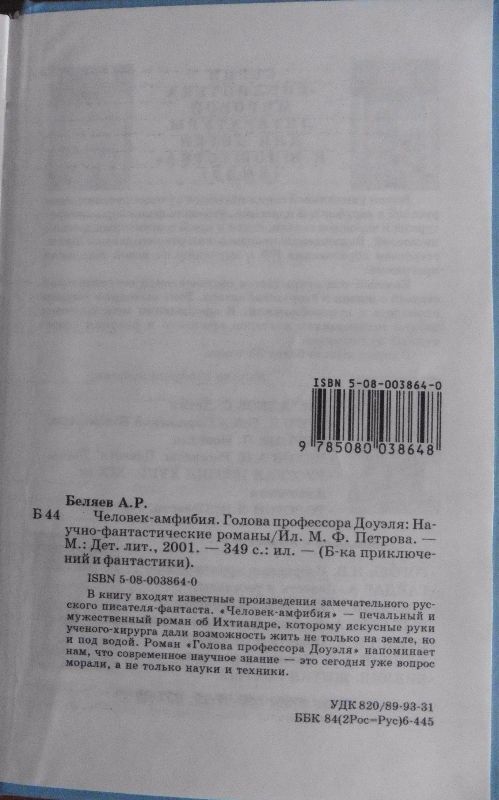 ISBN 5-08-003864-0
9 785080 038648
Беляев А.Р.
Б 44 Человек-амфибия. Голова профессора Доуэля: На-
учно-фантастические романы/Ил. М. Ф. Петрова. —
М.: Дет. лит., 2001. — 349 с.: ил. — (Б-ка приключе-
ний и фантастики).
ISBN 5-08-003864-0
В книгу входят известные произведения замечательного рус-
ского писателя-фантаста. «Человек-амфибия» — печальный и
мужественный роман об Ихтиандре, которому искусные руки
ученого-хирурга дали возможность жить не только на земле, но
и под водой. Роман «Голова профессора Доуэля» напоминает
нам, что современное научное знание — это сегодня уже вопрос
морали, а не только науки и техники.
УДК 820/89-93-31
ББК 84(2Рос=Рус)6-445